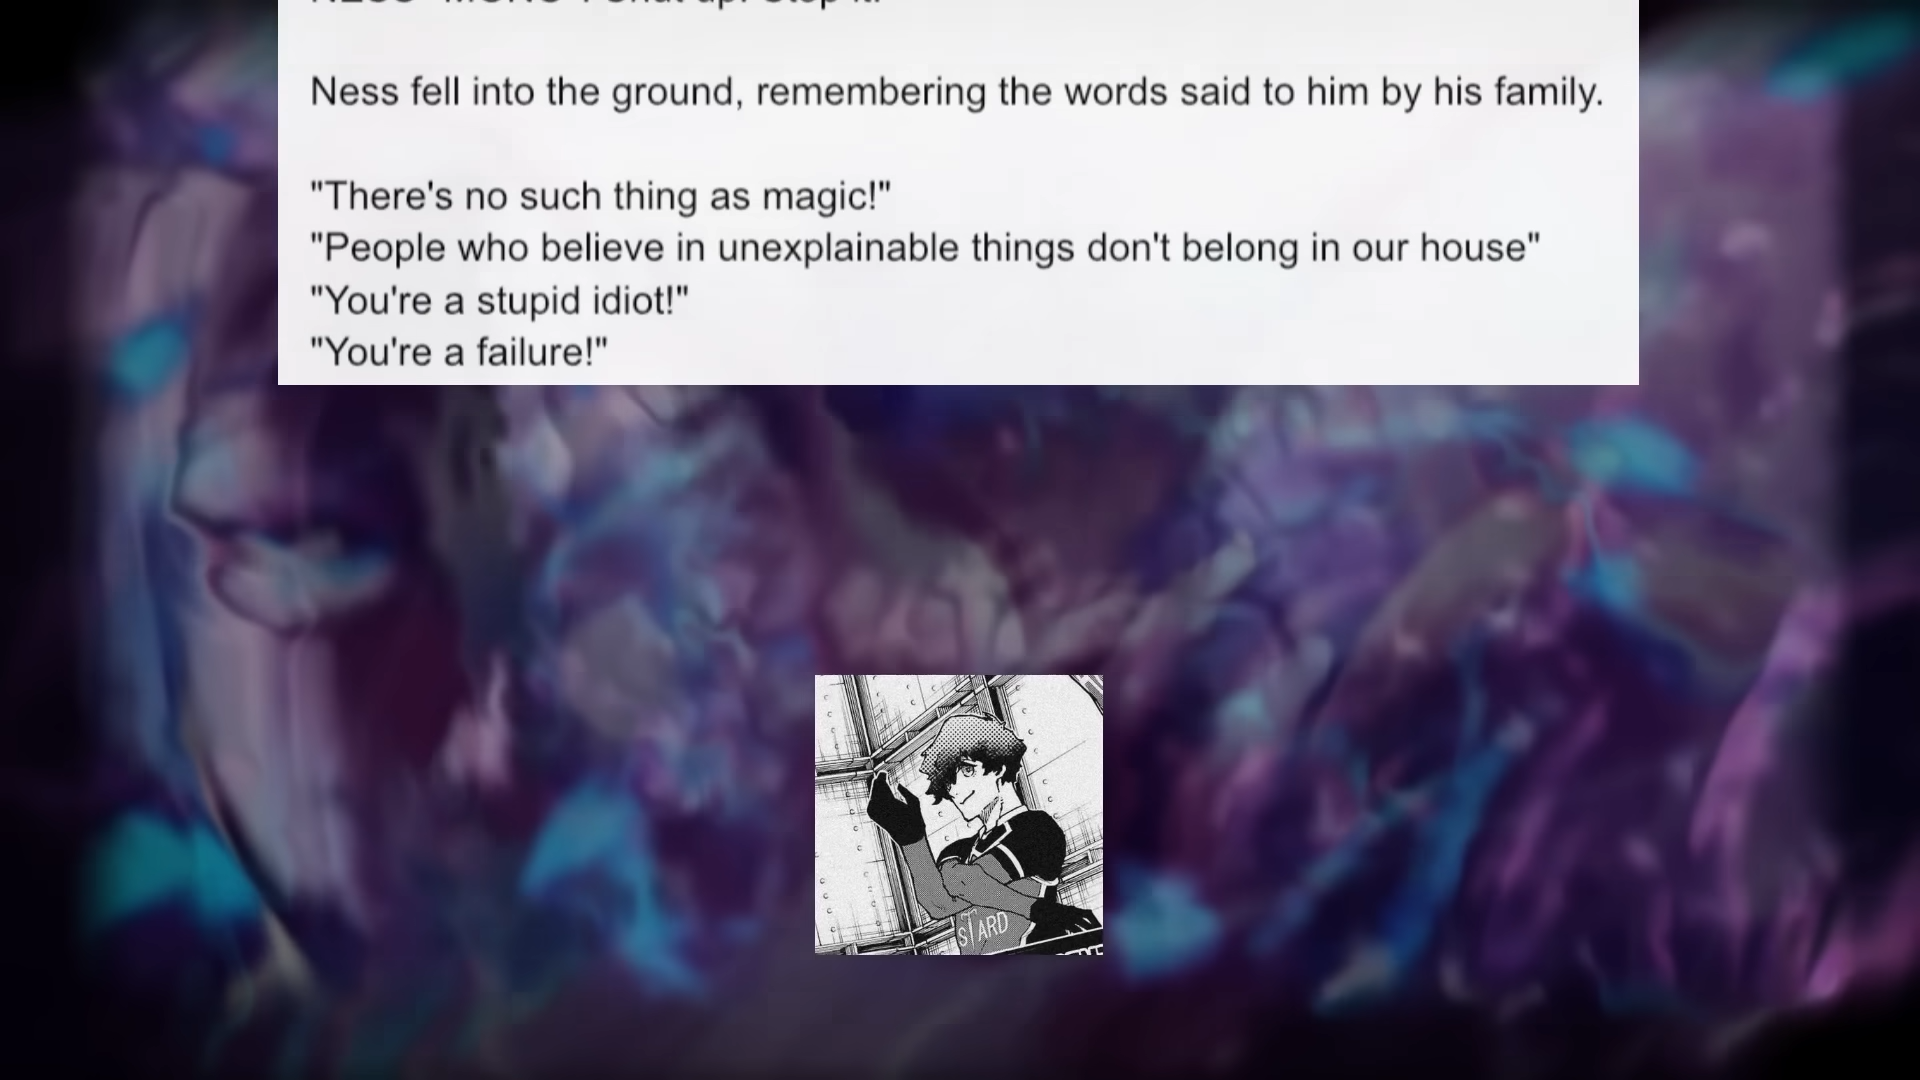 Ness fell into the ground, remembering the words said to him by his family.
"There's no such thing as magic!"
"People who believe in unexplainable things don't belong in our house"
"You're a stupid idiot!"
"You're a failure!"
STARD